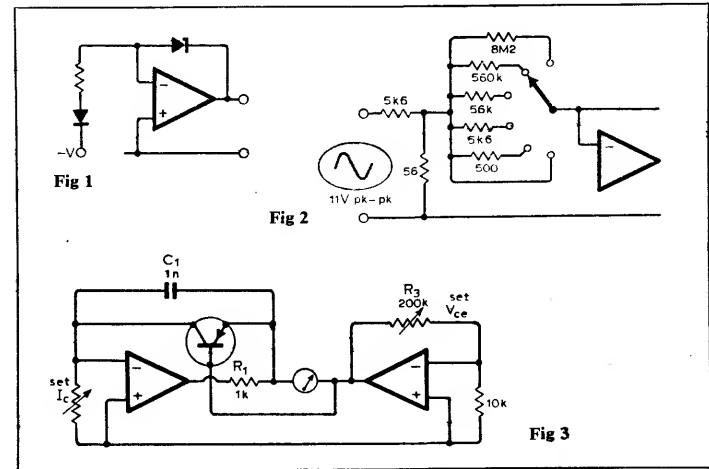 −V
−
+
Fig 1
8M2
560k
56k
5k6
5k6
500
56
11V pk-pk
−
Fig 2
C1
1n
set
Ic
−
+
R1
1k
R3
200k
set
Vce
−
+
10k
Fig 3